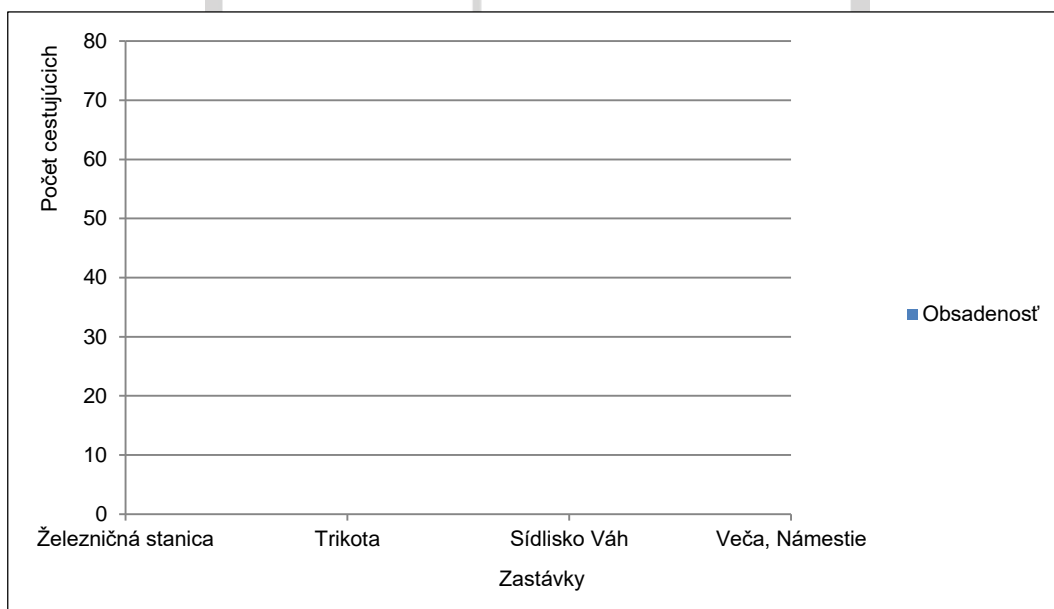 Počet cestujúcich
80
70
60
50
40
30
20
10
0
Železničná stanica
Trikota
Sídlisko Váh
Veča, Námestie
Zastávky
Obsadenosť